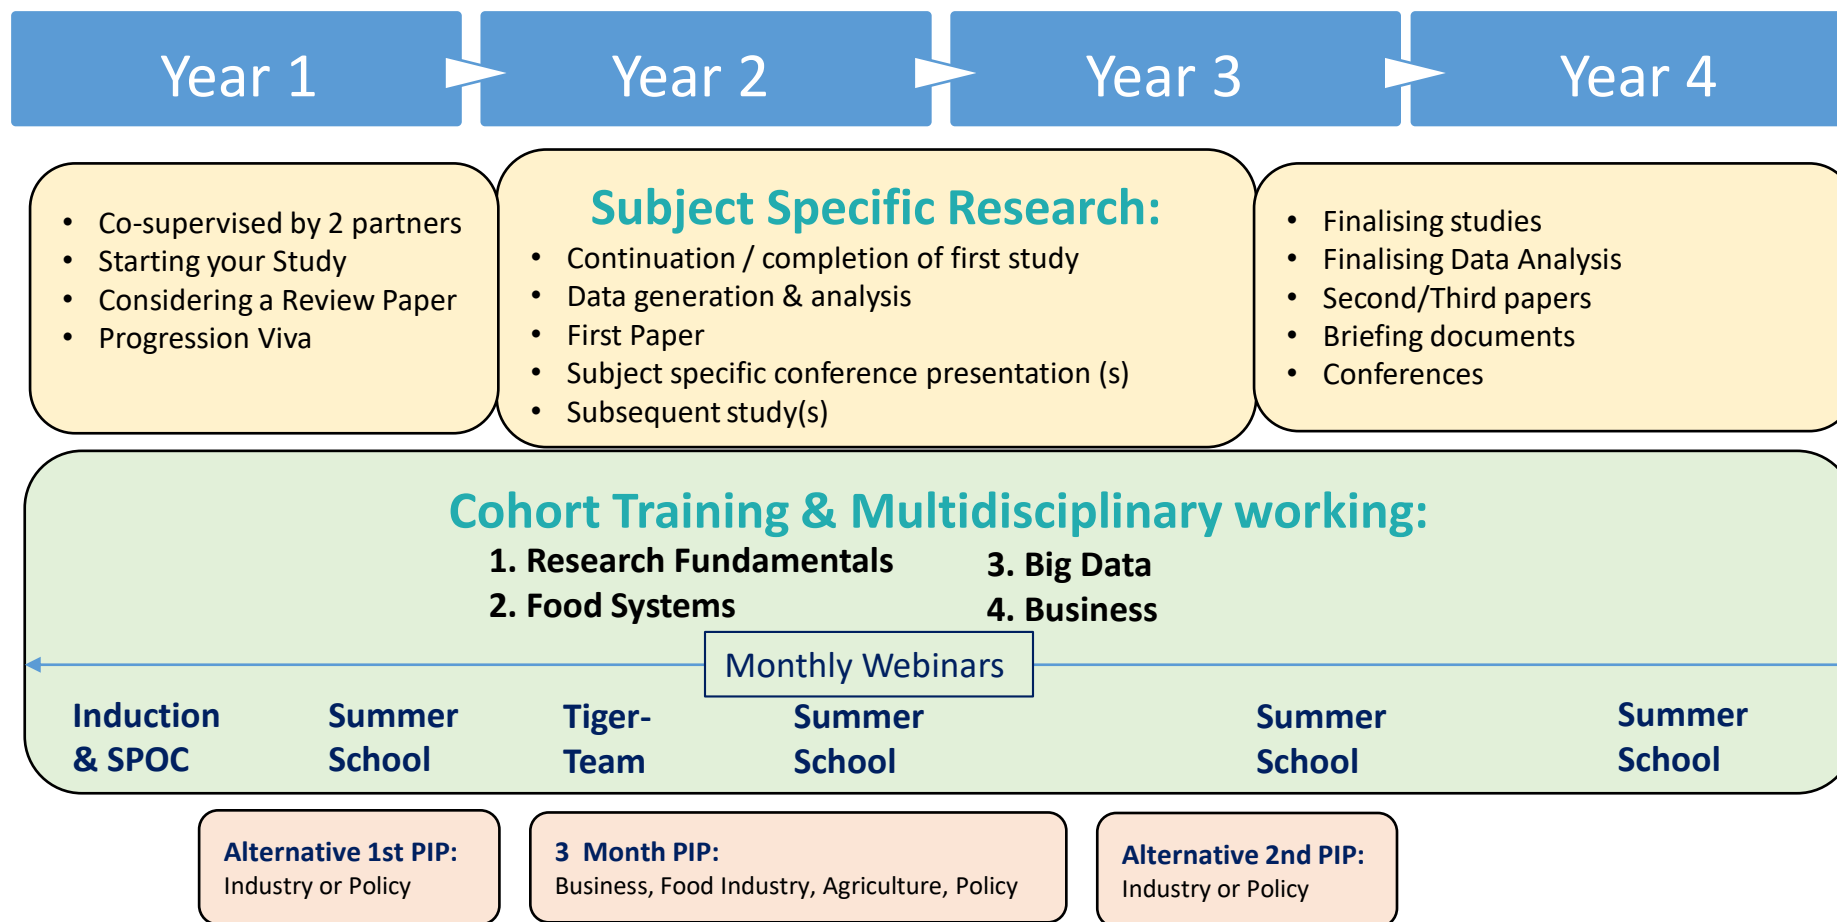 Year 1
Year 2
Year 3
Year 4
• Co-supervised by 2 partners
• Starting your Study
• Considering a Review Paper
• Progression Viva
Subject Specific Research:
• Continuation / completion of first study
• Data generation & analysis
• First Paper
• Subject specific conference presentation (s)
• Subsequent study(s)
• Finalising studies
• Finalising Data Analysis
• Second/Third papers
• Briefing documents
• Conferences
Cohort Training & Multidisciplinary working:
1. Research Fundamentals
2. Food Systems
3. Big Data
4. Business
Monthly Webinars
Induction
& SPOC
Summer
School
Tiger-
Team
Summer
School
Summer
School
Summer
School
Alternative 1st PIP:
Industry or Policy
3 Month PIP:
Business, Food Industry, Agriculture, Policy
Alternative 2nd PIP:
Industry or Policy